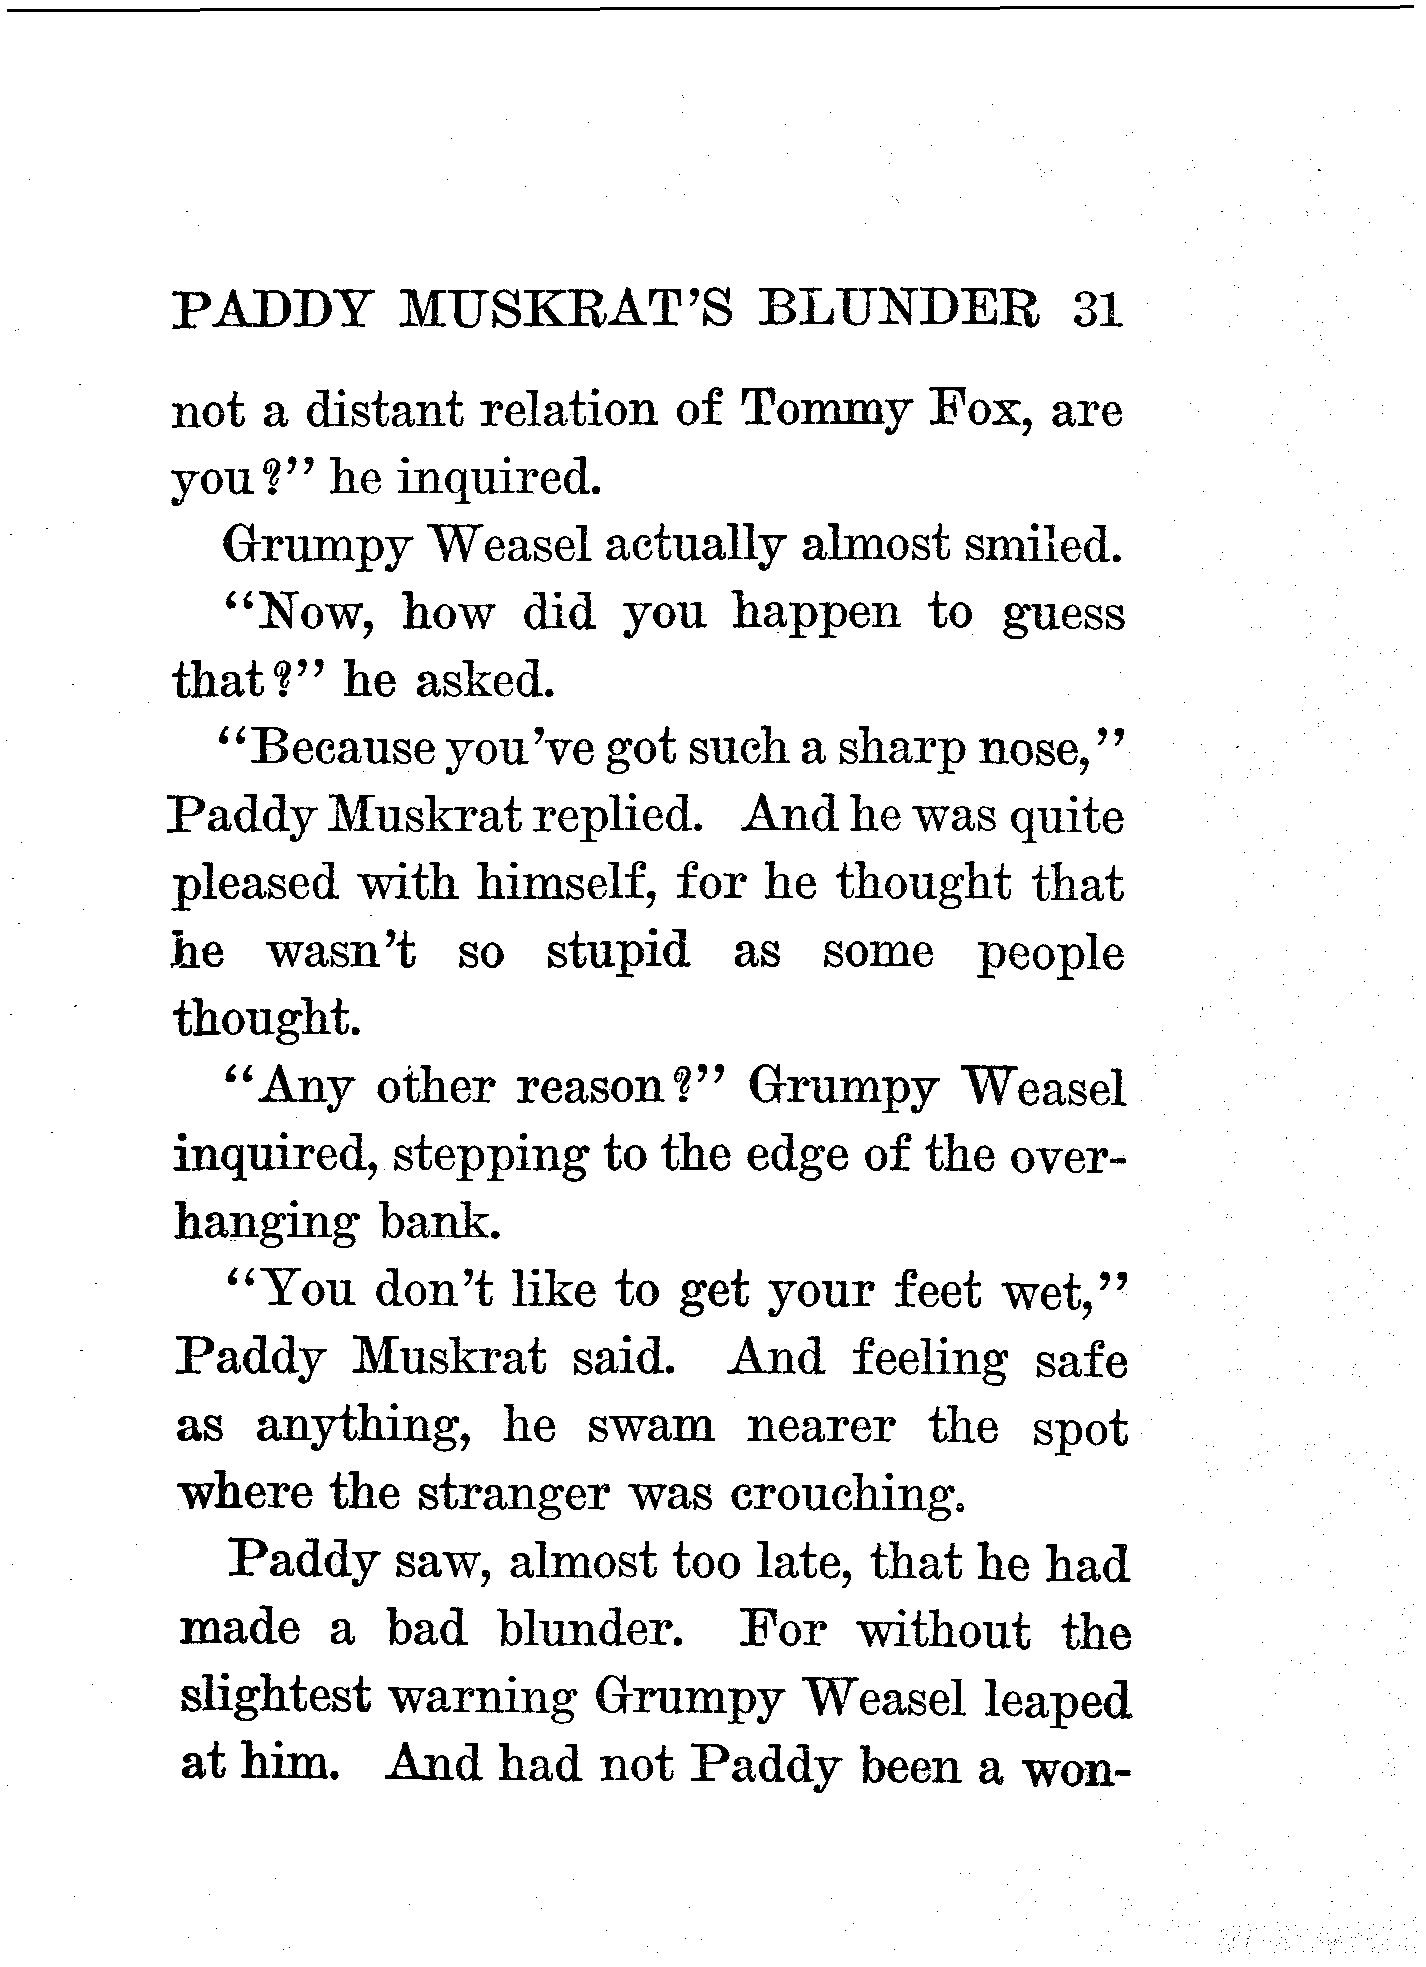 PADDY MUSKRAT'S BLUNDER 31
not a distant relation of Tommy Fox, are
you?" he inquired.
Grumpy Weasel actually almost smiled.
"Now, how did you happen to guess
that?" he asked.
"Because you've got such a sharp nose,"
Paddy Muskrat replied. And he was quite
pleased with himself, for he thought that
he wasn't so stupid as some people
thought.
"Any other reason?" Grumpy Weasel
inquired, stepping to the edge of the over-
hanging bank.
"You don't like to get your feet wet,"
Paddy Muskrat said. And feeling safe
as anything, he swam nearer the spot
where the stranger was crouching.
Paddy saw, almost too late, that he had
made a bad blunder. For without the
slightest warning Grumpy Weasel leaped
at him. And had not Paddy been a won-